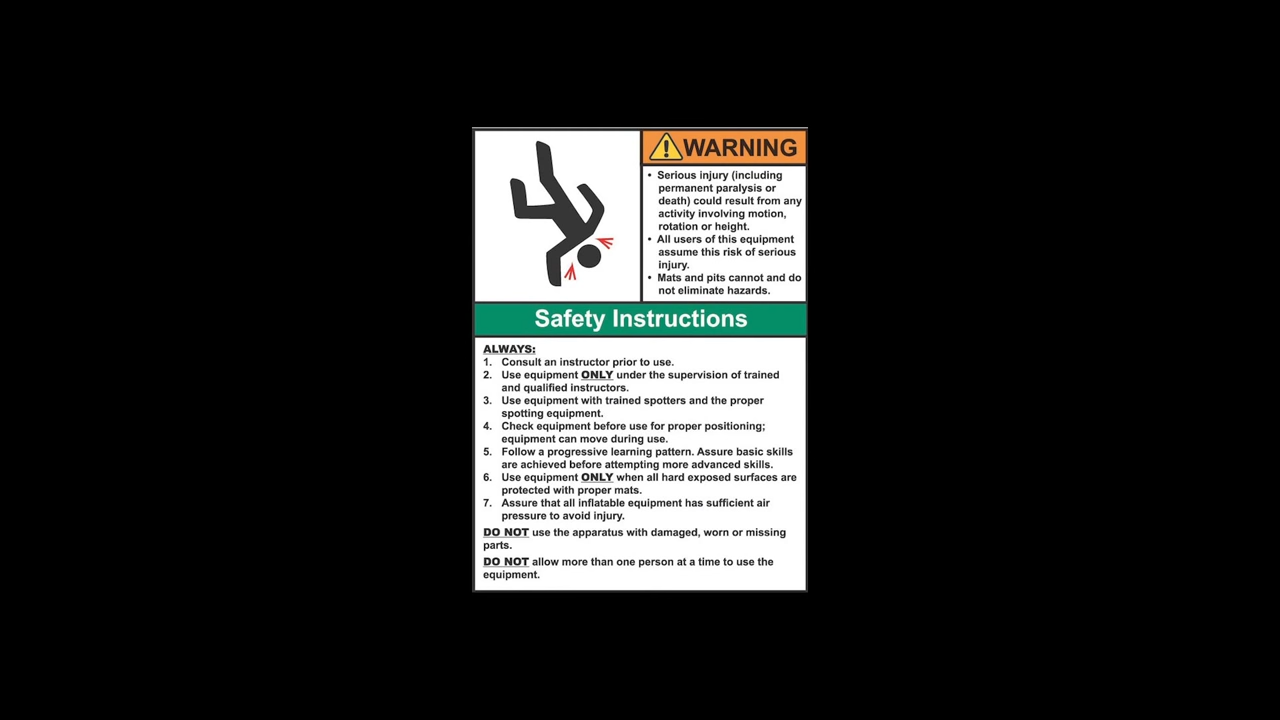 WARNING
• Serious injury (including
permanent paralysis or
death) could result from any
activity involving motion,
rotation or height.
• All users of this equipment
assume this risk of serious
injury.
• Mats and pits cannot and do
not eliminate hazards.
Safety Instructions
ALWAYS:
1. Consult an instructor prior to use.
2. Use equipment ONLY under the supervision of trained
and qualified instructors.
3. Use equipment with trained spotters and the proper
spotting equipment.
4. Check equipment before use for proper positioning;
equipment can move during use.
5. Follow a progressive learning pattern. Assure basic skills
are achieved before attempting more advanced skills.
6. Use equipment ONLY when all hard exposed surfaces are
protected with proper mats.
7. Assure that all inflatable equipment has sufficient air
pressure to avoid injury.
DO NOT use the apparatus with damaged, worn or missing
parts.
DO NOT allow more than one person at a time to use the
equipment.